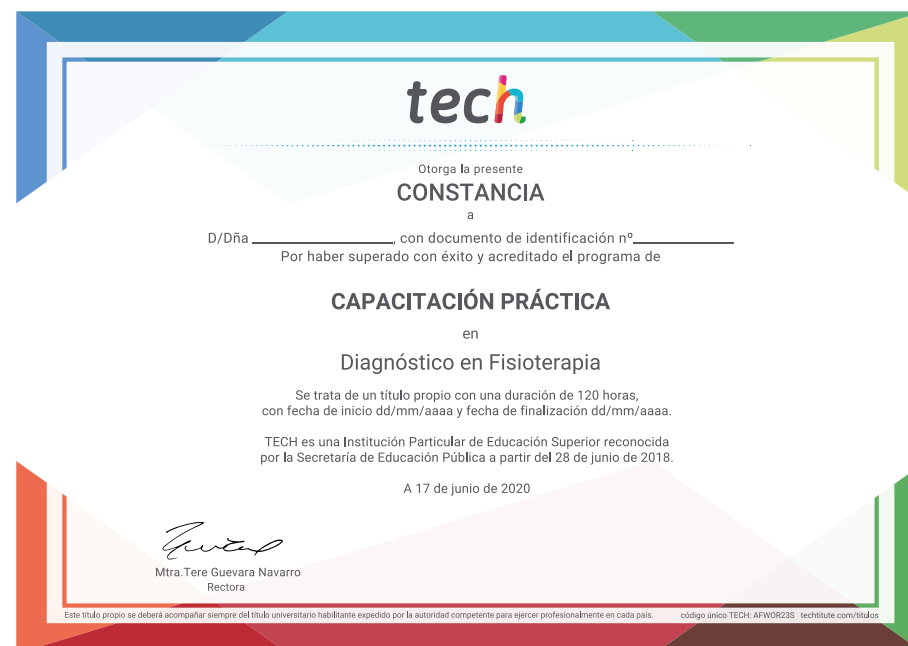 tech
Otorga la presente
CONSTANCIA
a
D/Dña ____________________, con documento de identificación nº______________
Por haber superado con éxito y acreditado el programa de
CAPACITACIÓN PRÁCTICA
en
Diagnóstico en Fisioterapia
Se trata de un título propio con una duración de 120 horas,
con fecha de inicio dd/mm/aaaa y fecha de finalización dd/mm/aaaa.
TECH es una Institución Particular de Educación Superior reconocida
por la Secretaría de Educación Pública a partir del 28 de junio de 2018.
A 17 de junio de 2020
Mtra.Tere Guevara Navarro
Rectora
Este título propio se deberá acompañar siempre del título universitario habilitante expedido por la autoridad competente para ejercer profesionalmente en cada país. código único TECH: AFWOR23S techtitute.com/titulos